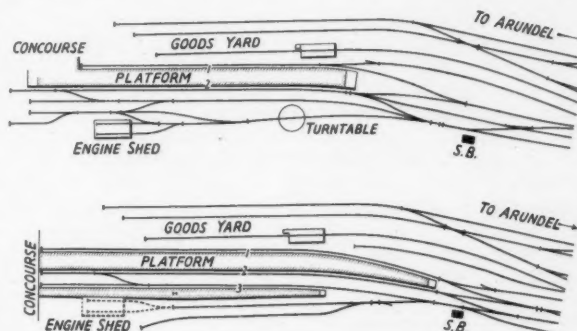 TO ARUNDEL
GOODS YARD
CONCOURSE
1
PLATFORM
2
TURNTABLE
ENGINE SHED
S.B.
TO ARUNDEL
GOODS YARD
CONCOURSE
1
PLATFORM
2
3
ENGINE SHED
S.B.